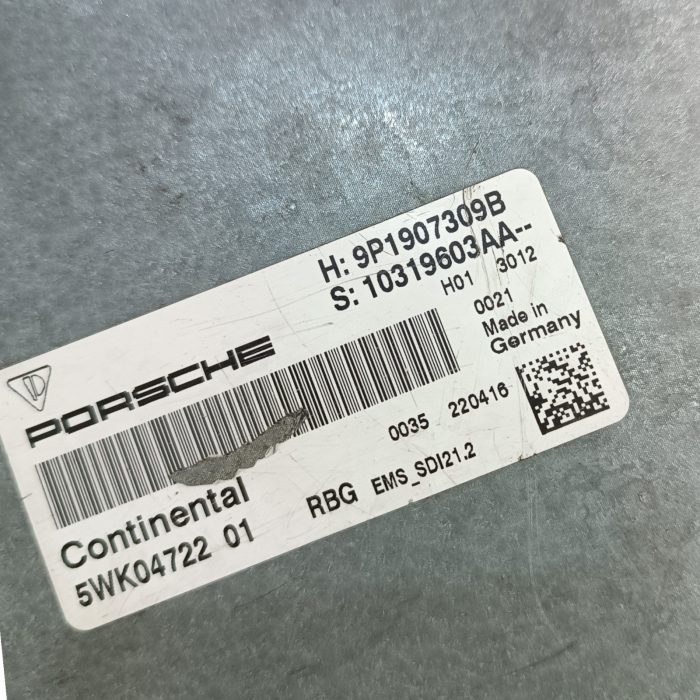 H: 9P1907309B
S: 10319603AA--
H01 3012
0021
Made in
Germany
PORSCHE
0035 220416
Continental
RBG EMS_SDI21.2
5WK04722 01